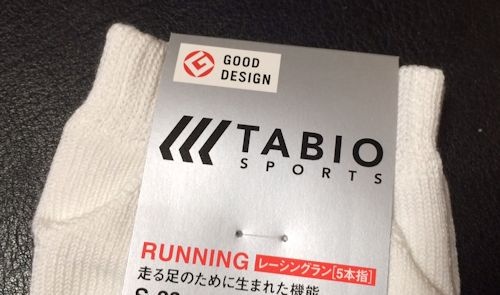 GOOD
DESIGN
TABIO
SPORTS
RUNNING レーシングラン[5本指]
走る足のために生まれた機能